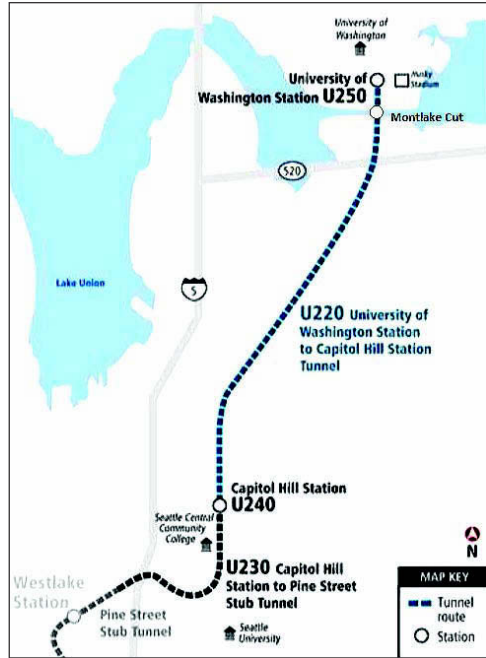 University of
Washington
University of
Washington Station U250
Husky
Stadium
Montlake Cut
520
Lake Union
5
U220 University of
Washington Station
to Capitol Hill Station
Tunnel
Capitol Hill Station
U240
Seattle Central
Community
College
U230 Capitol Hill
Station to Pine Street
Stub Tunnel
N
Westlake
Station
Pine Street
Stub Tunnel
Seattle
University
MAP KEY
Tunnel
route
Station